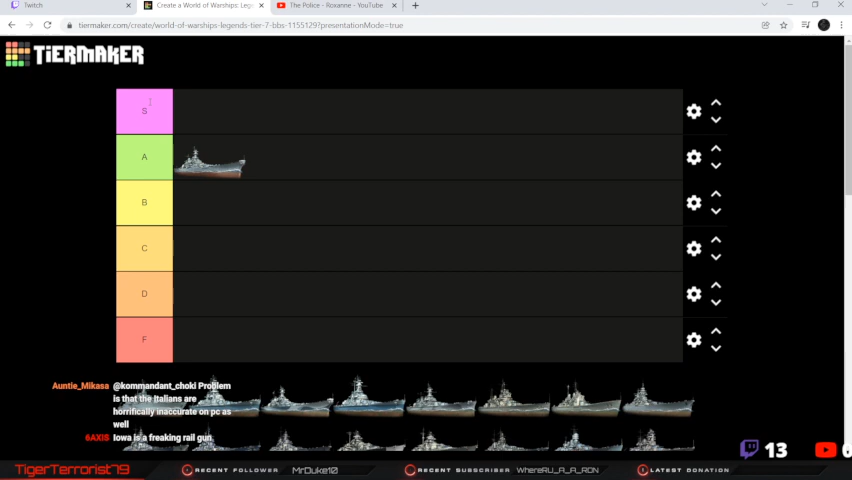 Twitch
Create a World of Warships: Leg
The Police - Roxanne - YouTube
tiermaker.com/create/world-of-warships-legends-tier-7-bbs-1155129?presentationMode=true
TiERMAKER
S
A
B
C
D
F
Auntie_Mikasa @kommandant_choki Problem
is that the Italians are
horrifically inaccurate on pc as
well
6AXIS Iowa is a freaking rail gun
13
0
TigerTerrorist79
RECENT FOLLOWER MrDuke10
RECENT SUBSCRIBER WhereRU_A_A_RON
LATEST DONATION